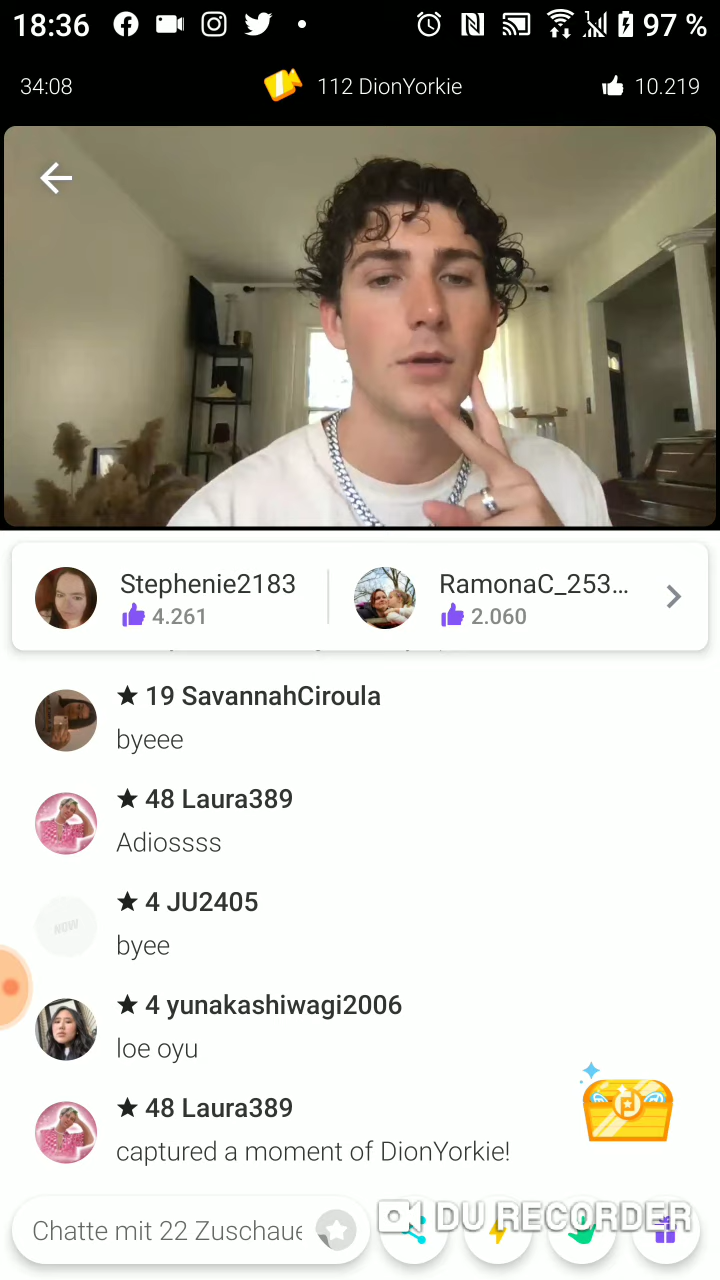 18:36
97 %
34:08
112 DionYorkie
10.219
Stephenie2183
4.261
RamonaC_253...
2.060
★ 19 SavannahCiroula
byeee
★ 48 Laura389
Adiossss
★ 4 JU2405
NOW
byee
★ 4 yunakashiwagi2006
loe oyu
★ 48 Laura389
captured a moment of DionYorkie!
Chatte mit 22 Zuschaue
DU RECORDER